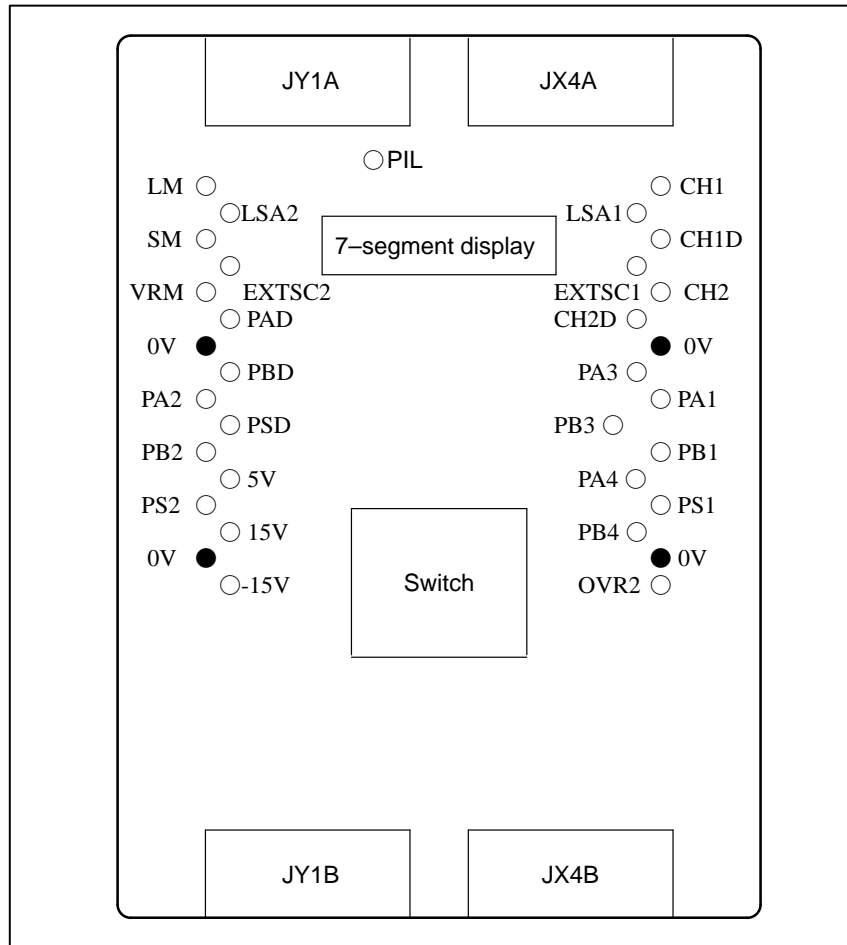 JY1A JX4A
PIL
LM CH1
LSA2 LSA1
SM 7–segment display CH1D
VRM EXTSC2 EXTSC1 CH2
PAD CH2D
0V 0V
PBD PA3
PA2 PA1
PSD PB3
PB2 PB1
5V PA4
PS2 PS1
15V PB4
0V 0V
-15V Switch OVR2
JY1B JX4B